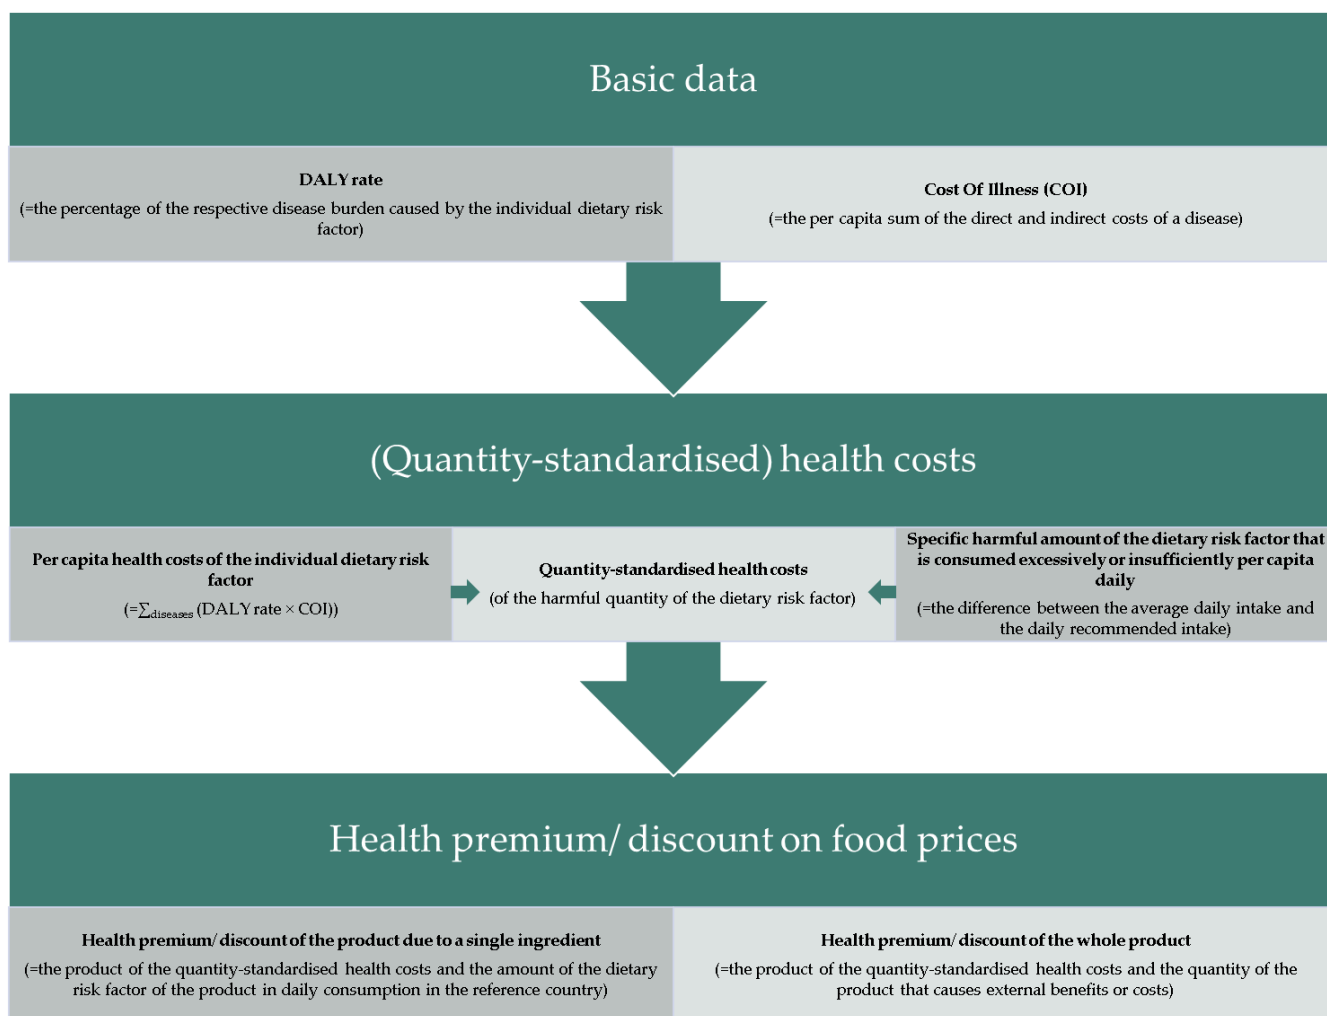 Basic data
DALY rate
(=the percentage of the respective disease burden caused by the individual dietary risk
factor)
Cost Of Illness (COI)
(=the per capita sum of the direct and indirect costs of a disease)
(Quantity-standardised) health costs
Per capita health costs of the individual dietary risk
factor
(=∑diseases (DALY rate × COI))
Quantity-standardised health costs
(of the harmful quantity of the dietary risk factor)
Specific harmful amount of the dietary risk factor that
is consumed excessively or insufficiently per capita
daily
(=the difference between the average daily intake and
the daily recommended intake)
Health premium/ discount on food prices
Health premium/ discount of the product due to a single ingredient
(=the product of the quantity-standardised health costs and the amount of the dietary
risk factor of the product in daily consumption in the reference country)
Health premium/ discount of the whole product
(=the product of the quantity-standardised health costs and the quantity of the
product that causes external benefits or costs)